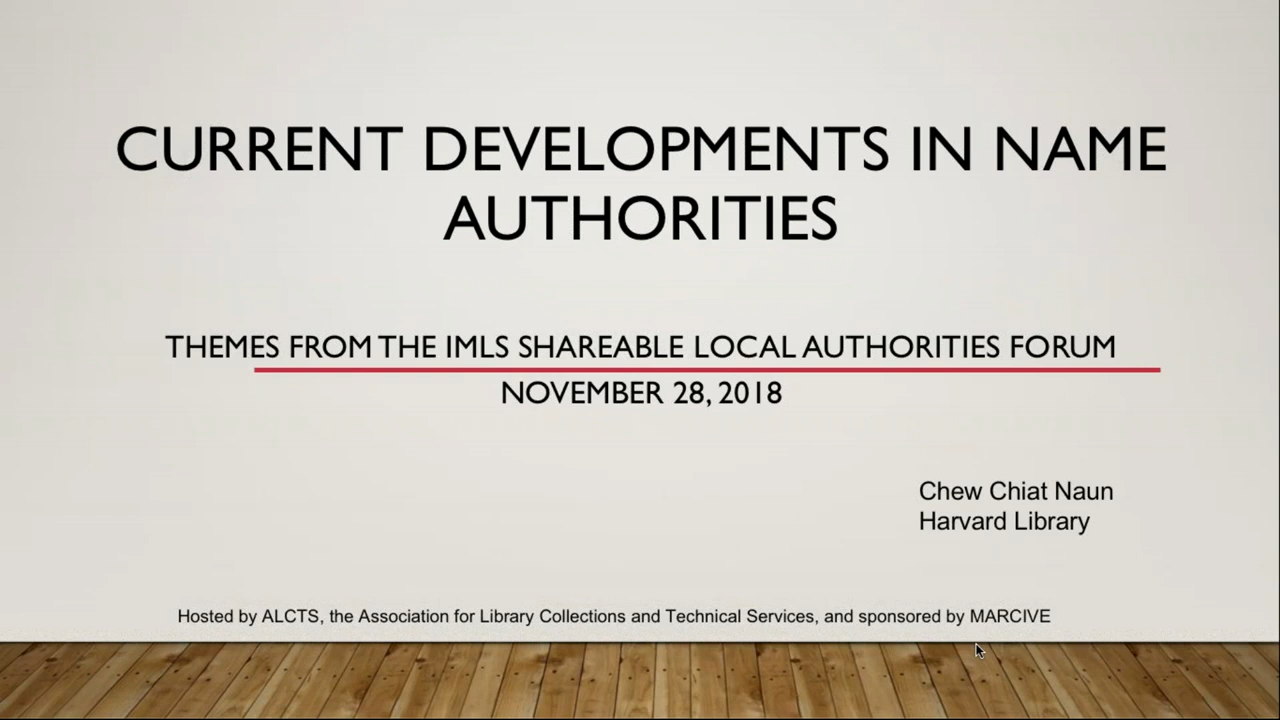 CURRENT DEVELOPMENTS IN NAME
AUTHORITIES
THEMES FROM THE IMLS SHAREABLE LOCAL AUTHORITIES FORUM
NOVEMBER 28, 2018
Chew Chiat Naun
Harvard Library
Hosted by ALCTS, the Association for Library Collections and Technical Services, and sponsored by MARCIVE